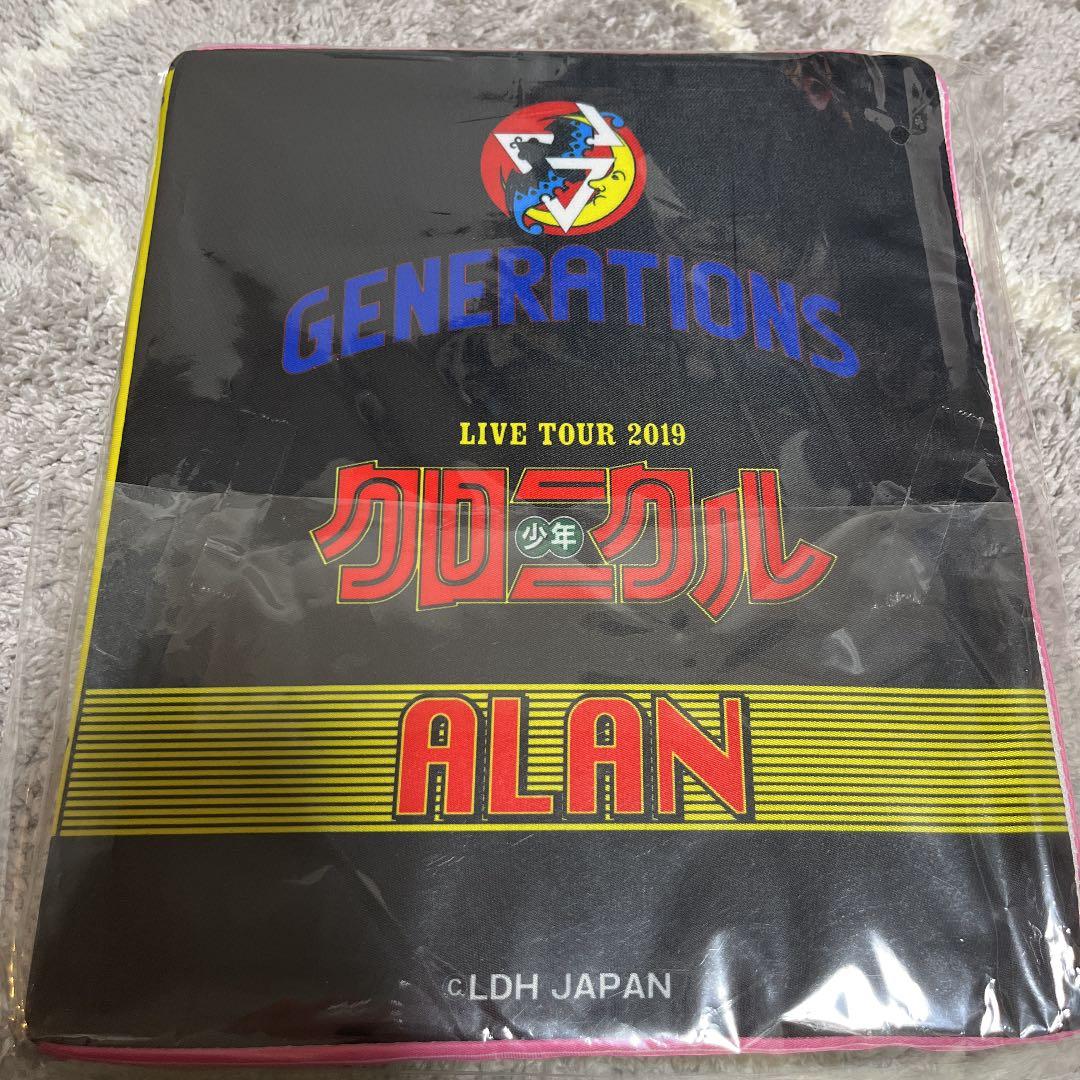 GENERATIONS
LIVE TOUR 2019
少年
クロニクル
ALAN
©LDH JAPAN